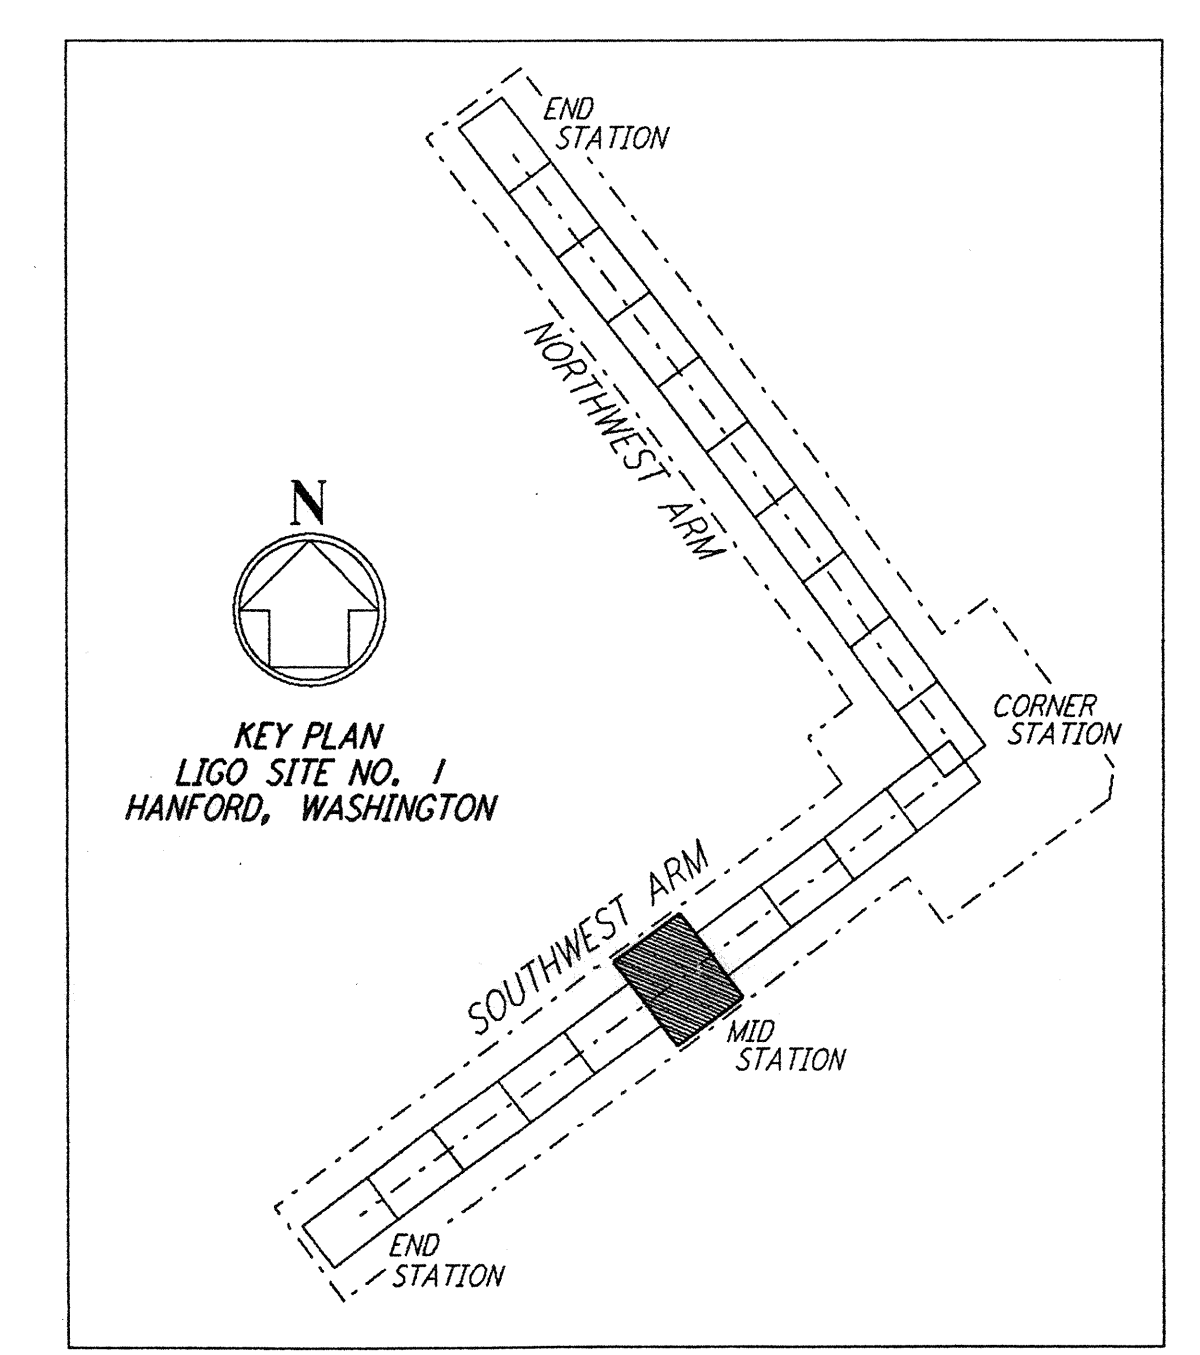 END
STATION
NORTHWEST ARM
N
KEY PLAN
LIGO SITE NO. 1
HANFORD, WASHINGTON
CORNER
STATION
SOUTHWEST ARM
MID
STATION
END
STATION